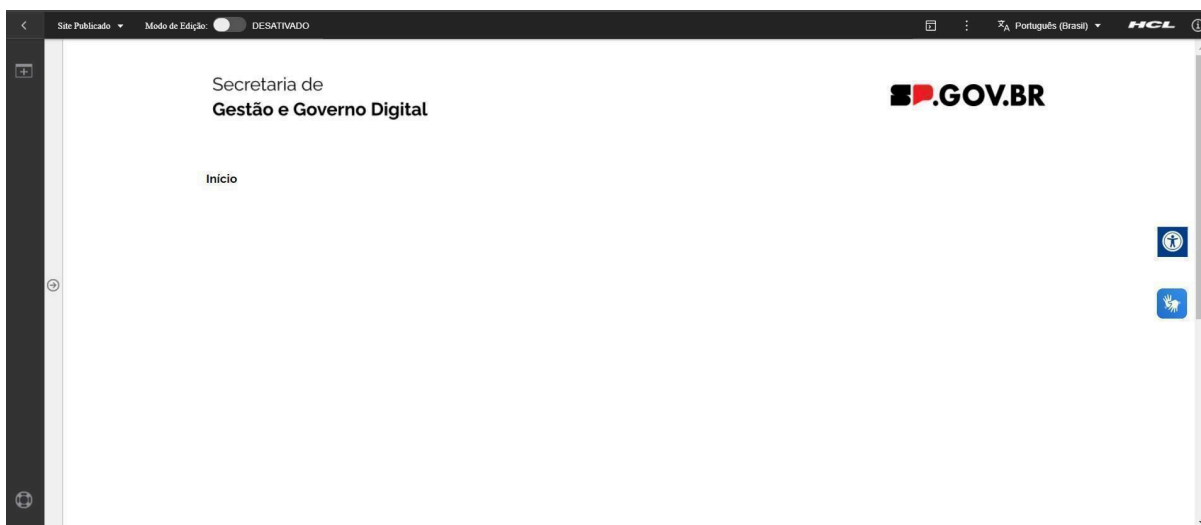 Site Publicado Modo de Edição: DESATIVADO Português (Brasil) HCL
Secretaria de
Gestão e Governo Digital
SP.GOV.BR
Início